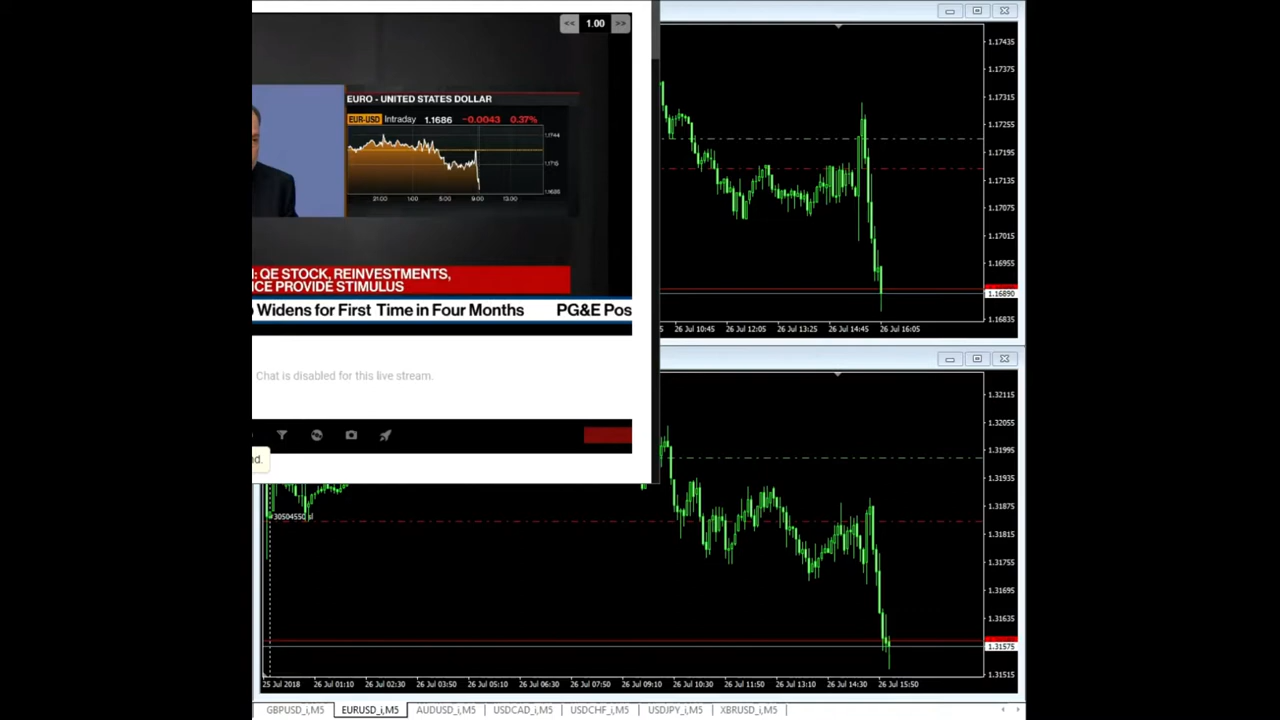 << 1.00 >>
EURO - UNITED STATES DOLLAR
EUR-USD Intraday 1.1686 -0.0043 0.37%
1.1744
1.1715
21:00 1:00 5:00 9:00 13:00
: QE STOCK, REINVESTMENTS,
CE PROVIDE STIMULUS
Widens for First Time in Four Months PG&E Pos
Chat is disabled for this live stream.
nd.
1.17435
1.17375
1.17315
1.17255
1.17195
1.17135
1.17075
1.17015
1.16955
1.16890
1.16835
5 26 Jul 10:45 26 Jul 12:05 26 Jul 13:25 26 Jul 14:45 26 Jul 16:05
1.32115
1.32055
1.31995
1.31935
1.31875
1.31815
1.31755
1.31695
1.31635
1.31575
1.31515
30504550 sl
25 Jul 2018 26 Jul 01:10 26 Jul 02:30 26 Jul 03:50 26 Jul 05:10 26 Jul 06:30 26 Jul 07:50 26 Jul 09:10 26 Jul 10:30 26 Jul 11:50 26 Jul 13:10 26 Jul 14:30 26 Jul 15:50
GBPUSD_i,M5 EURUSD_i,M5 AUDUSD_i,M5 USDCAD_i,M5 USDCHF_i,M5 USDJPY_i,M5 XBRUSD_i,M5